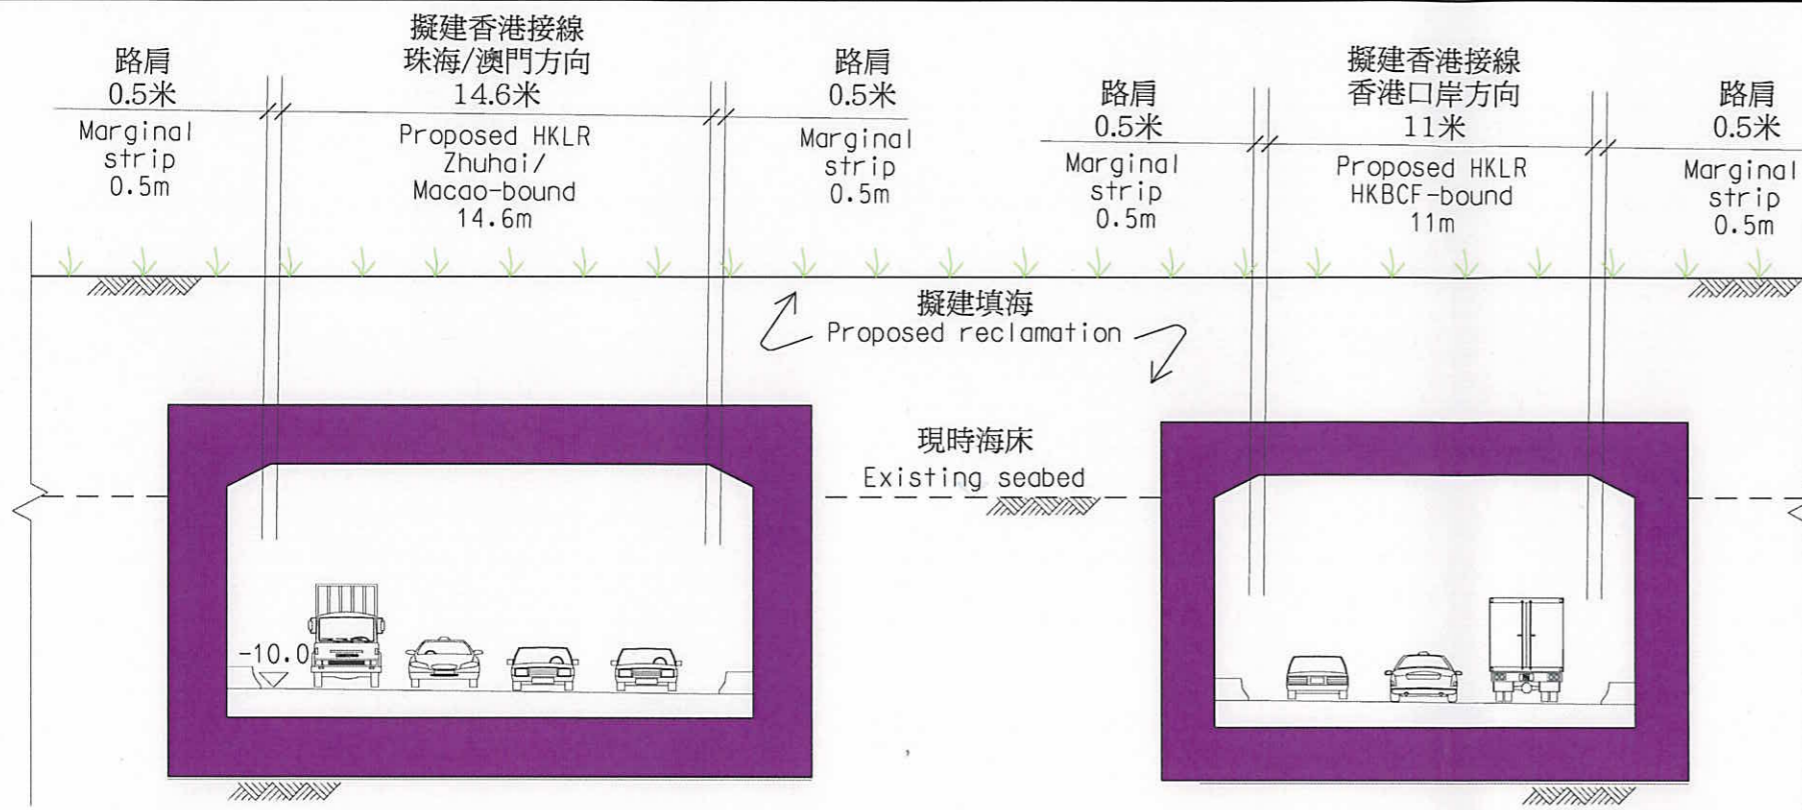 路肩
0.5米
Marginal
strip
0.5m
擬建香港接線
珠海/澳門方向
14.6米
Proposed HKLR
Zhuhai/
Macao-bound
14.6m
路肩
0.5米
Marginal
strip
0.5m
路肩
0.5米
Marginal
strip
0.5m
擬建香港接線
香港口岸方向
11米
Proposed HKLR
HKBCF-bound
11m
路肩
0.5米
Marginal
strip
0.5m
擬建填海
Proposed reclamation
現時海床
Existing seabed
-10.0